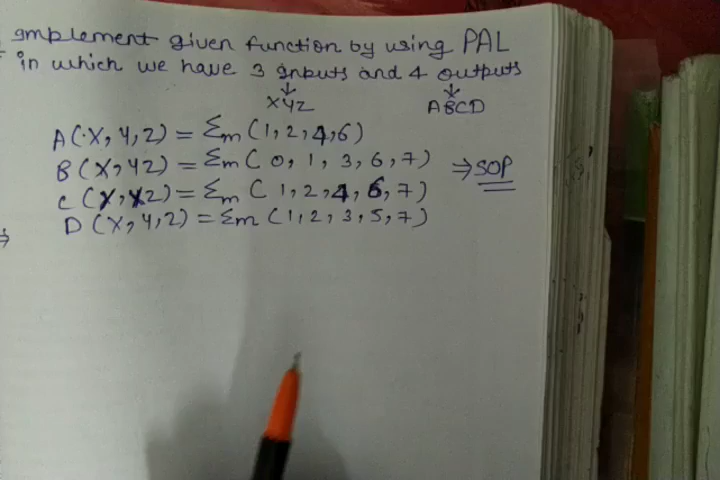 implement given function by using PAL
in which we have 3 inputs and 4 outputs
↓ ↓
XYZ ABCD
A(X, Y, Z) = Σm (1, 2, 4, 6)
B(X, YZ) = Σm (0, 1, 3, 6, 7) ⇒ SOP
C(X, YZ) = Σm (1, 2, 4, 6, 7)
D(X, Y, Z) = Σm (1, 2, 3, 5, 7)
⇒